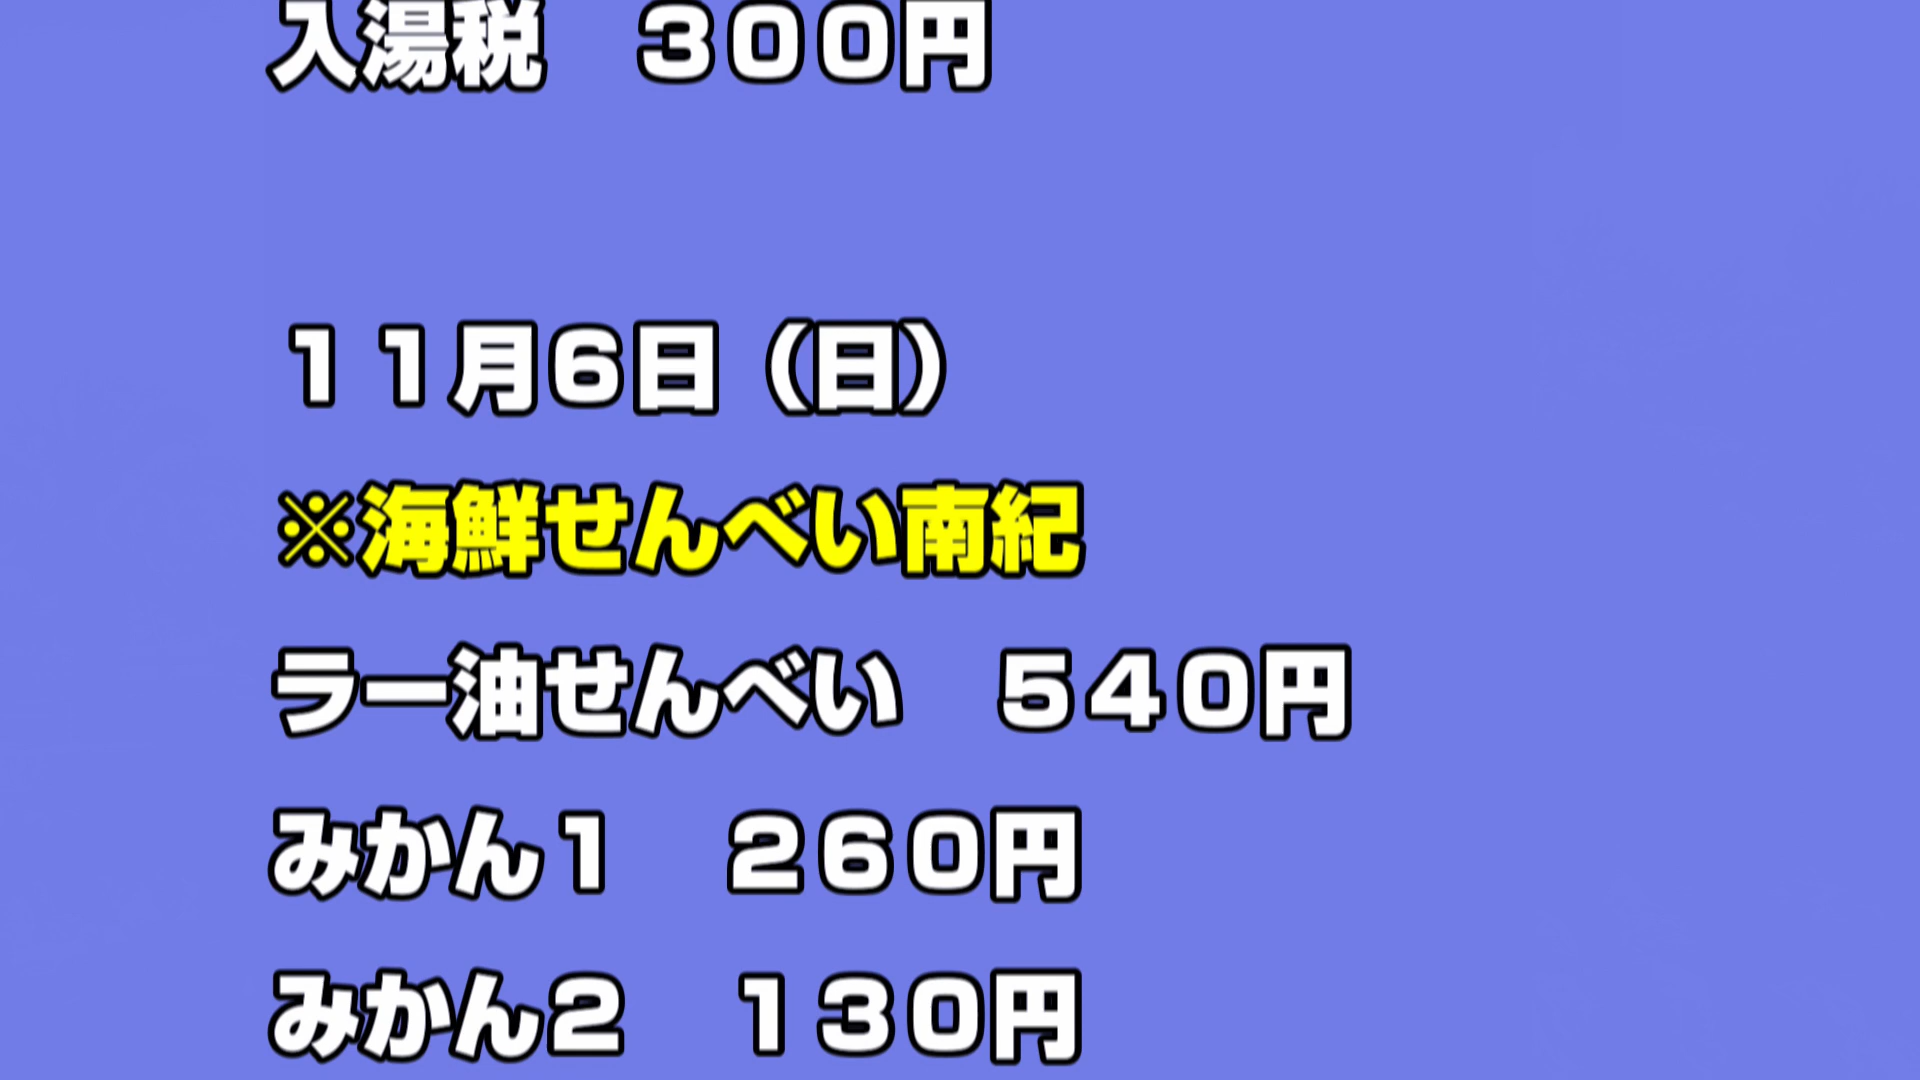 入湯税　３００円
１１月６日（日）
※海鮮せんべい南紀
ラー油せんべい　５４０円
みかん１　２６０円
みかん２　１３０円